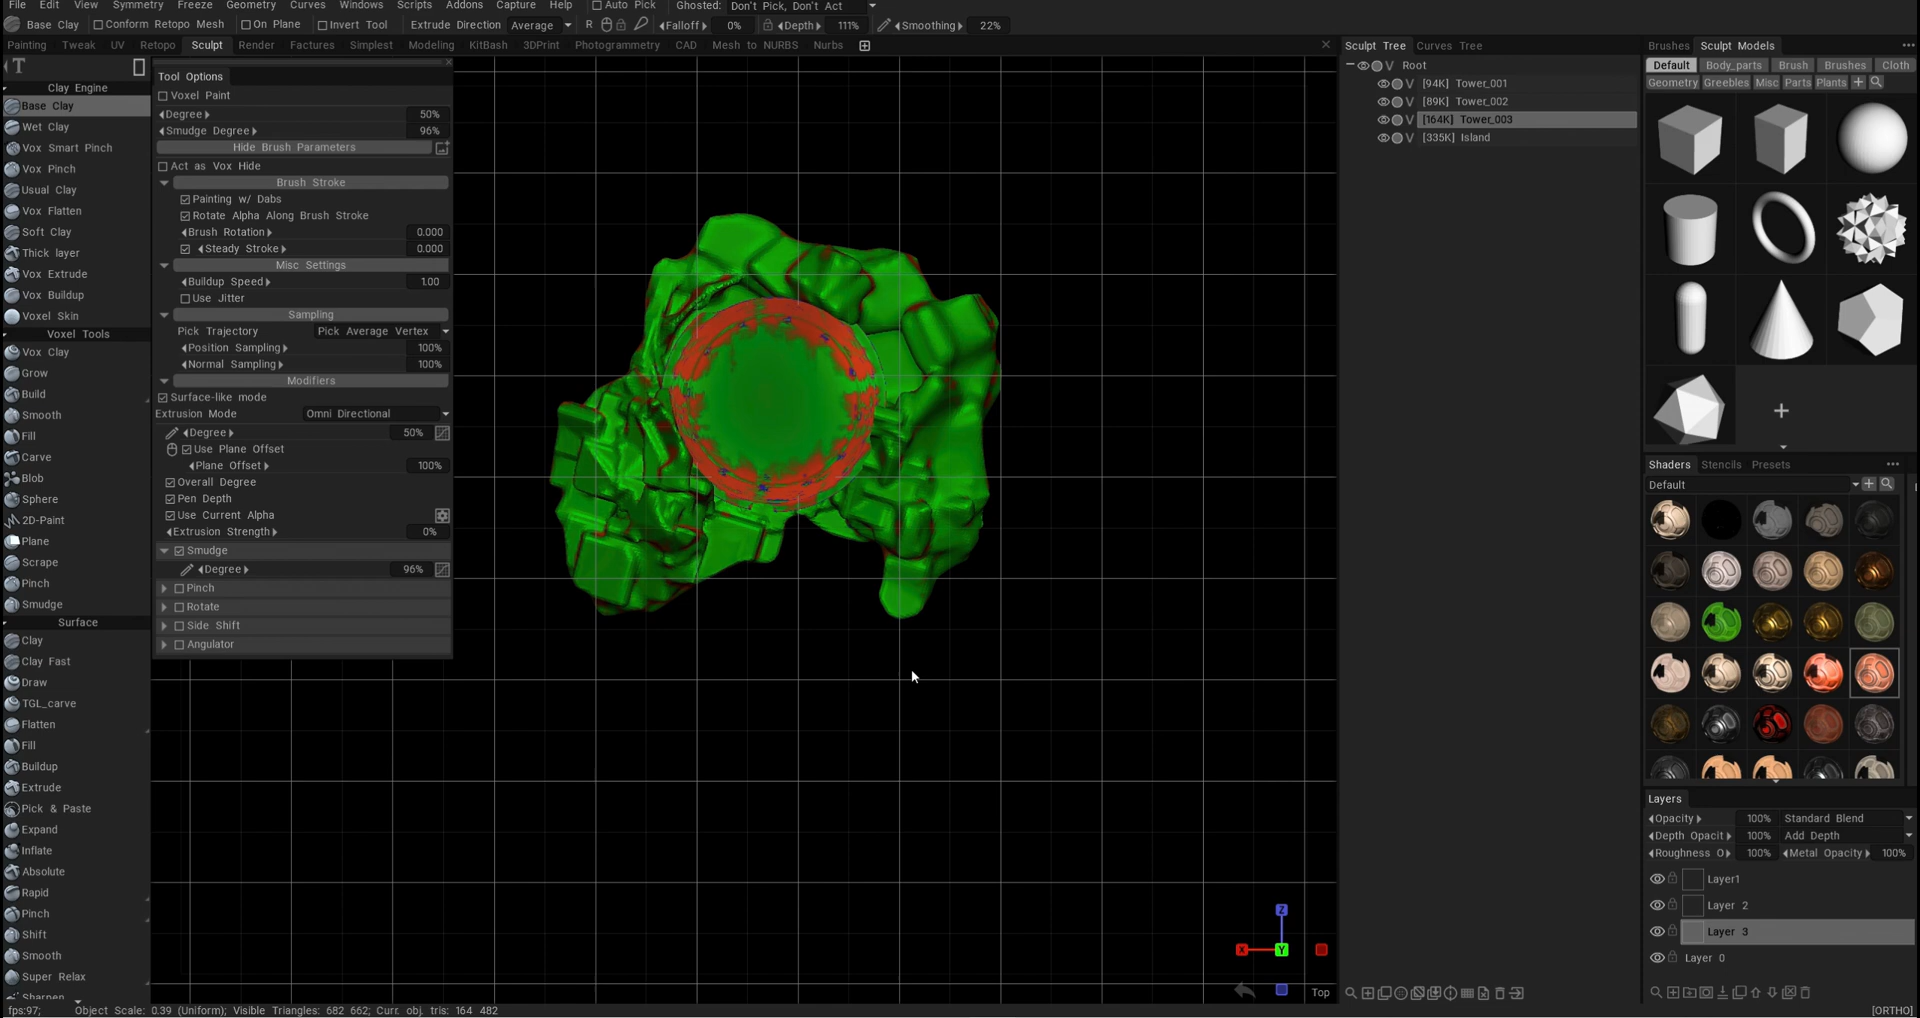 File Edit View Symmetry Freeze Geometry Curves Windows Scripts Addons Capture Help Auto Pick Ghosted: Don't Pick, Don't Act
Base Clay Conform Retopo Mesh On Plane Invert Tool Extrude Direction Average R Falloff 0% Depth 111% Smoothing 22%
Painting Tweak UV Retopo Sculpt Render Factures Simplest Modeling KitBash 3DPrint Photogrammetry CAD Mesh to NURBS Nurbs
T
Clay Engine
Base Clay
Wet Clay
Vox Smart Pinch
Vox Pinch
Usual Clay
Vox Flatten
Soft Clay
Thick layer
Vox Extrude
Vox Buildup
Voxel Skin
Voxel Tools
Vox Clay
Grow
Build
Smooth
Fill
Carve
Blob
Sphere
2D-Paint
Plane
Scrape
Pinch
Smudge
Surface
Clay
Clay Fast
Draw
TGL_carve
Flatten
Fill
Buildup
Extrude
Pick & Paste
Expand
Inflate
Absolute
Rapid
Pinch
Shift
Smooth
Super Relax
Sharpen
Tool Options
Voxel Paint
Degree 50%
Smudge Degree 96%
Hide Brush Parameters
Act as Vox Hide
Brush Stroke
Painting w/ Dabs
Rotate Alpha Along Brush Stroke
Brush Rotation 0.000
Steady Stroke 0.000
Misc Settings
Buildup Speed 1.00
Use Jitter
Sampling
Pick Trajectory Pick Average Vertex
Position Sampling 100%
Normal Sampling 100%
Modifiers
Surface-like mode
Extrusion Mode Omni Directional
Degree 50%
Use Plane Offset
Plane Offset 100%
Overall Degree
Pen Depth
Use Current Alpha
Extrusion Strength 0%
Smudge
Degree 96%
Pinch
Rotate
Side Shift
Angulator
Z
X
Y
Top
Sculpt Tree Curves Tree
V Root
V [94K] Tower_001
V [89K] Tower_002
V [164K] Tower_003
V [335K] Island
Brushes Sculpt Models
Default Body_parts Brush Brushes Cloth
Geometry Greebles Misc Parts Plants
Shaders Stencils Presets
Default
Layers
Opacity 100% Standard Blend
Depth Opacit 100% Add Depth
Roughness O 100% Metal Opacity 100%
Layer1
Layer 2
Layer 3
Layer 0
fps:97; Object Scale: 0.39 (Uniform); Visible Triangles: 682 662; Curr. obj. tris: 164 482
[ORTHO]